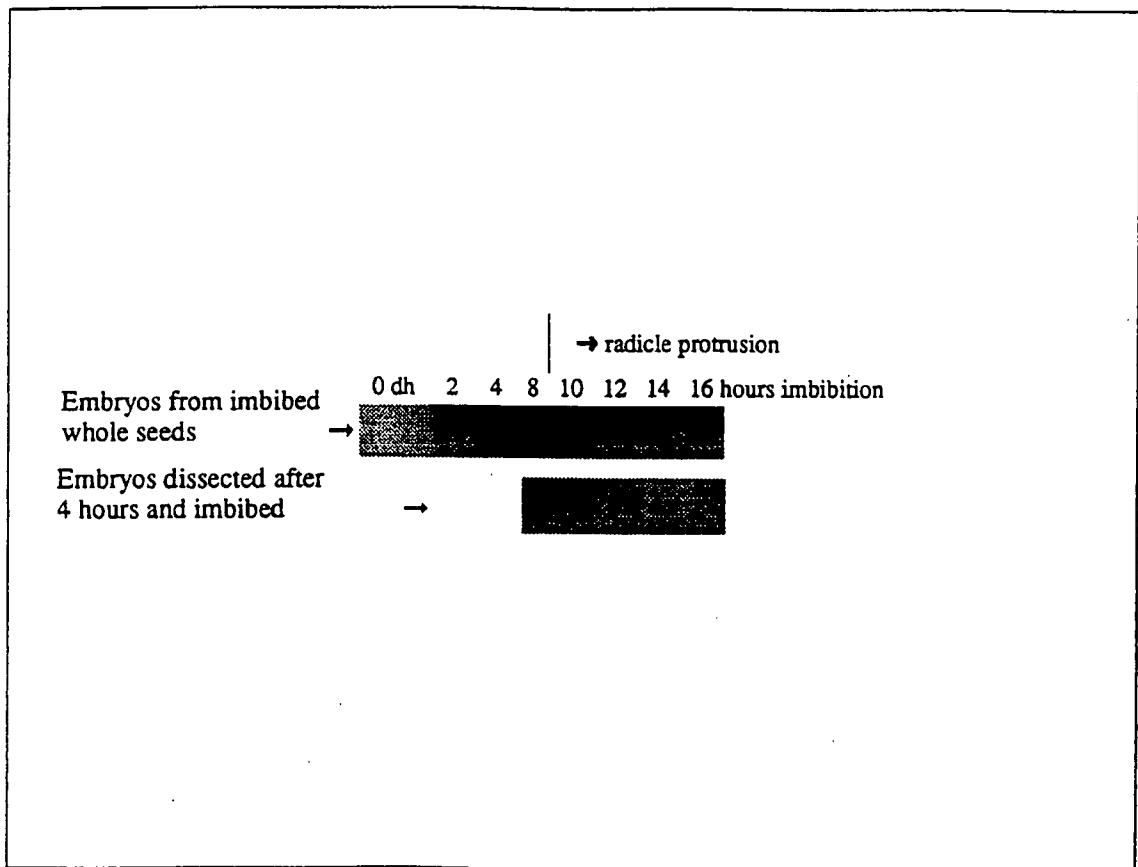 → radicle protrusion
0 dh 2 4 8 10 12 14 16 hours imbibition
Embryos from imbibed
whole seeds →
Embryos dissected after
4 hours and imbibed →